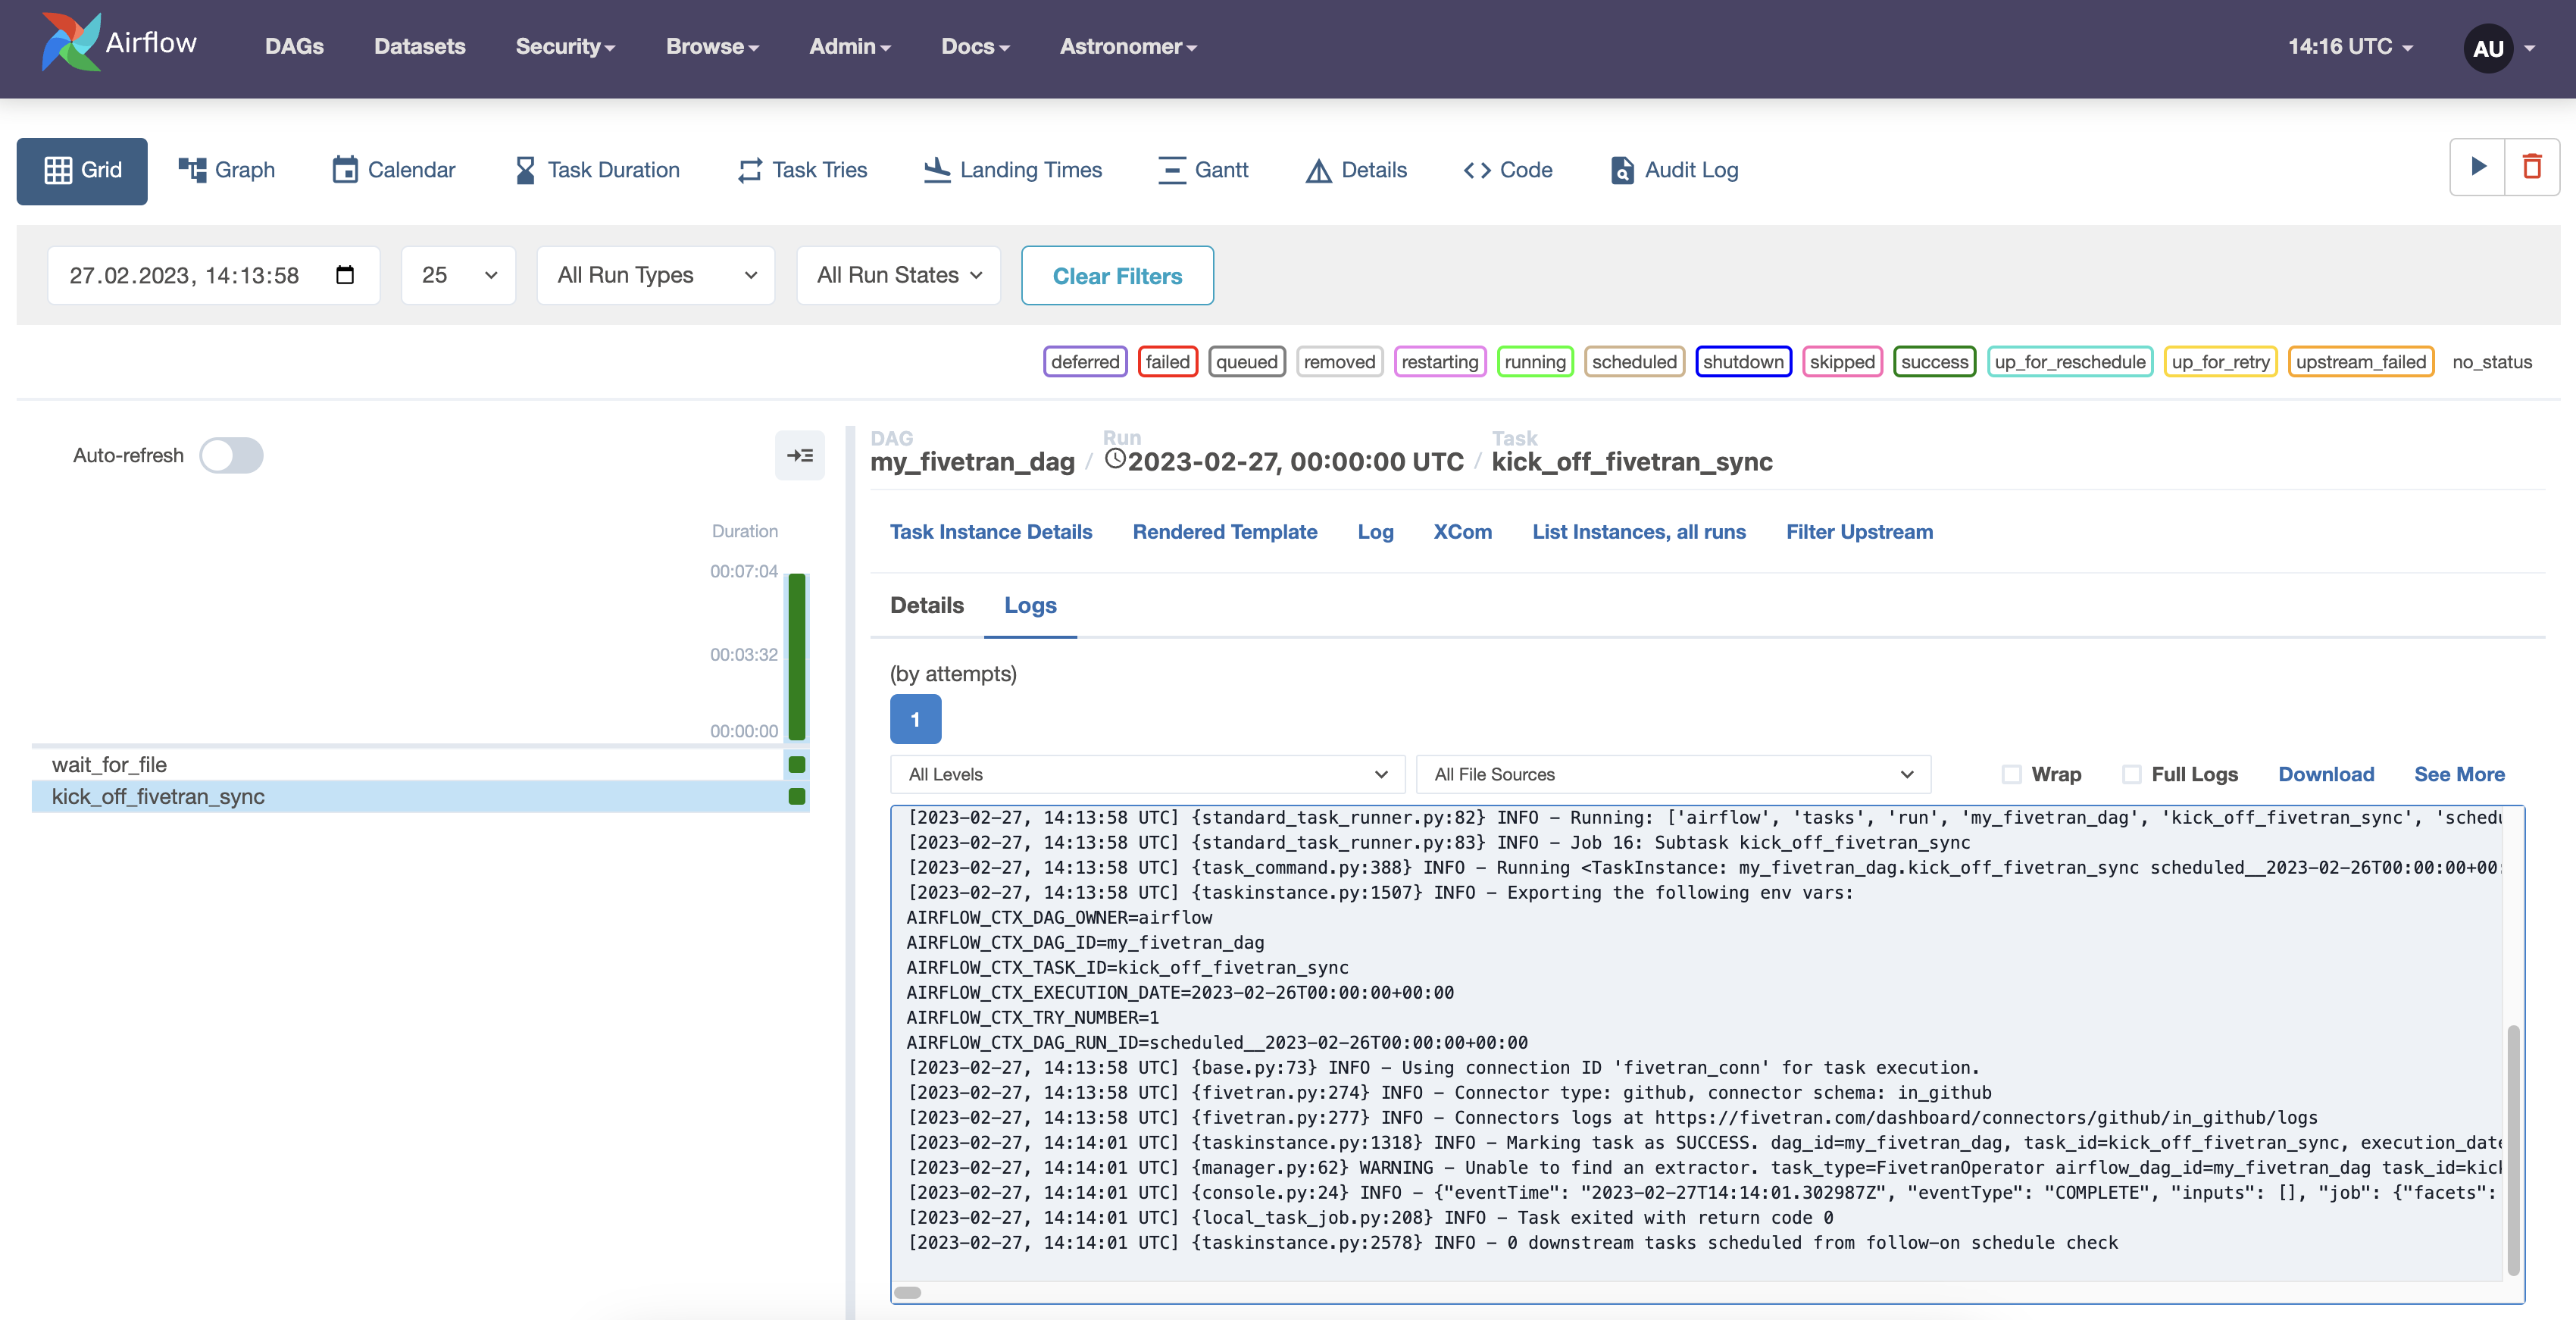 Airflow DAGs Datasets Security Browse Admin Docs Astronomer 14:16 UTC AU
Grid Graph Calendar Task Duration Task Tries Landing Times Gantt Details Code Audit Log
27.02.2023, 14:13:58 25 All Run Types All Run States Clear Filters
deferred failed queued removed restarting running scheduled shutdown skipped success up_for_reschedule up_for_retry upstream_failed no_status
Auto-refresh
Duration
00:07:04
00:03:32
00:00:00
wait_for_file
kick_off_fivetran_sync
DAG Run Task
my_fivetran_dag / 2023-02-27, 00:00:00 UTC / kick_off_fivetran_sync
Task Instance Details Rendered Template Log XCom List Instances, all runs Filter Upstream
Details Logs
(by attempts)
1
All Levels All File Sources Wrap Full Logs Download See More
[2023-02-27, 14:13:58 UTC] {standard_task_runner.py:82} INFO - Running: ['airflow', 'tasks', 'run', 'my_fivetran_dag', 'kick_off_fivetran_sync', 'schedu
[2023-02-27, 14:13:58 UTC] {standard_task_runner.py:83} INFO - Job 16: Subtask kick_off_fivetran_sync
[2023-02-27, 14:13:58 UTC] {task_command.py:388} INFO - Running <TaskInstance: my_fivetran_dag.kick_off_fivetran_sync scheduled__2023-02-26T00:00:00+00:
[2023-02-27, 14:13:58 UTC] {taskinstance.py:1507} INFO - Exporting the following env vars:
AIRFLOW_CTX_DAG_OWNER=airflow
AIRFLOW_CTX_DAG_ID=my_fivetran_dag
AIRFLOW_CTX_TASK_ID=kick_off_fivetran_sync
AIRFLOW_CTX_EXECUTION_DATE=2023-02-26T00:00:00+00:00
AIRFLOW_CTX_TRY_NUMBER=1
AIRFLOW_CTX_DAG_RUN_ID=scheduled__2023-02-26T00:00:00+00:00
[2023-02-27, 14:13:58 UTC] {base.py:73} INFO - Using connection ID 'fivetran_conn' for task execution.
[2023-02-27, 14:13:58 UTC] {fivetran.py:274} INFO - Connector type: github, connector schema: in_github
[2023-02-27, 14:13:58 UTC] {fivetran.py:277} INFO - Connectors logs at https://fivetran.com/dashboard/connectors/github/in_github/logs
[2023-02-27, 14:14:01 UTC] {taskinstance.py:1318} INFO - Marking task as SUCCESS. dag_id=my_fivetran_dag, task_id=kick_off_fivetran_sync, execution_date
[2023-02-27, 14:14:01 UTC] {manager.py:62} WARNING - Unable to find an extractor. task_type=FivetranOperator airflow_dag_id=my_fivetran_dag task_id=kick
[2023-02-27, 14:14:01 UTC] {console.py:24} INFO - {"eventTime": "2023-02-27T14:14:01.302987Z", "eventType": "COMPLETE", "inputs": [], "job": {"facets":
[2023-02-27, 14:14:01 UTC] {local_task_job.py:208} INFO - Task exited with return code 0
[2023-02-27, 14:14:01 UTC] {taskinstance.py:2578} INFO - 0 downstream tasks scheduled from follow-on schedule check